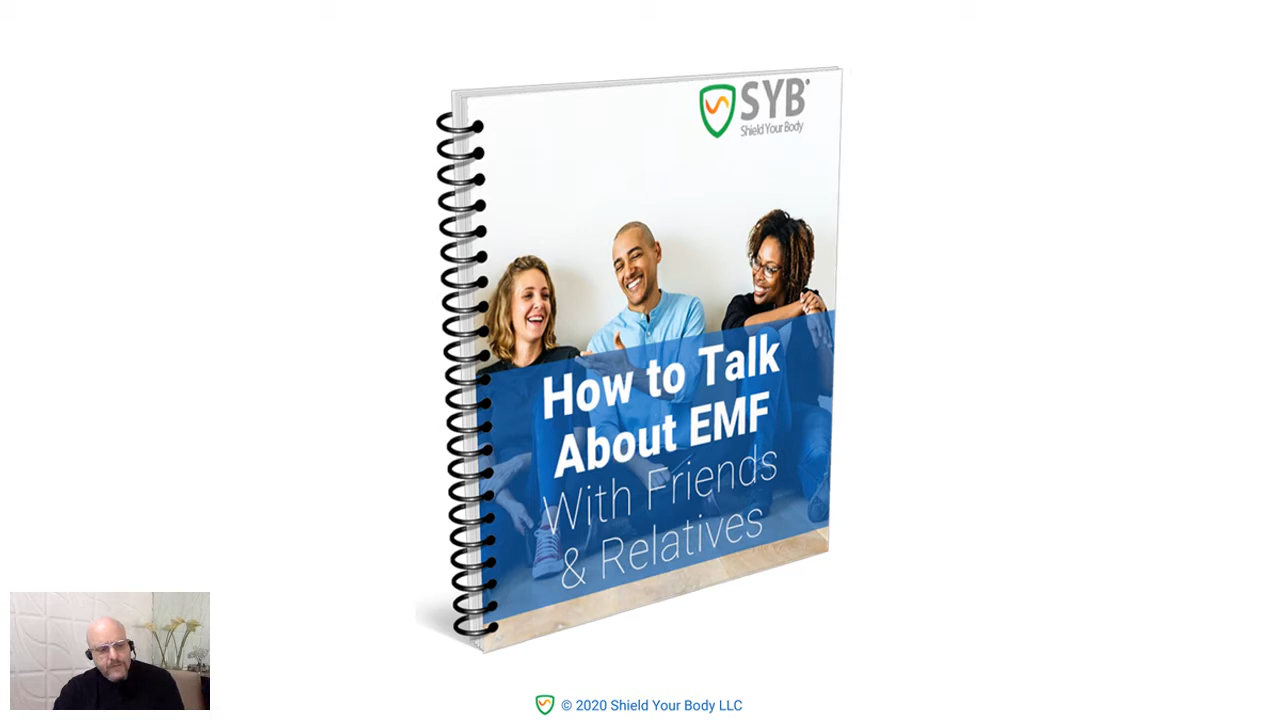 SYB
Shield Your Body
How to Talk
About EMF
With Friends
& Relatives
© 2020 Shield Your Body LLC